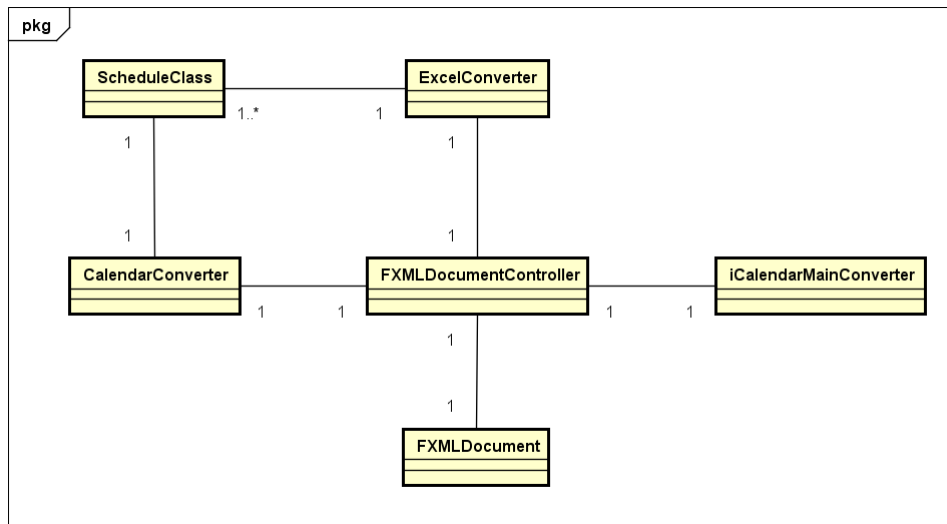 pkg
ScheduleClass
ExcelConverter
1..*
1
1
1
1
1
CalendarConverter
FXMLDocumentController
iCalendarMainConverter
1
1
1
1
1
1
FXMLDocument